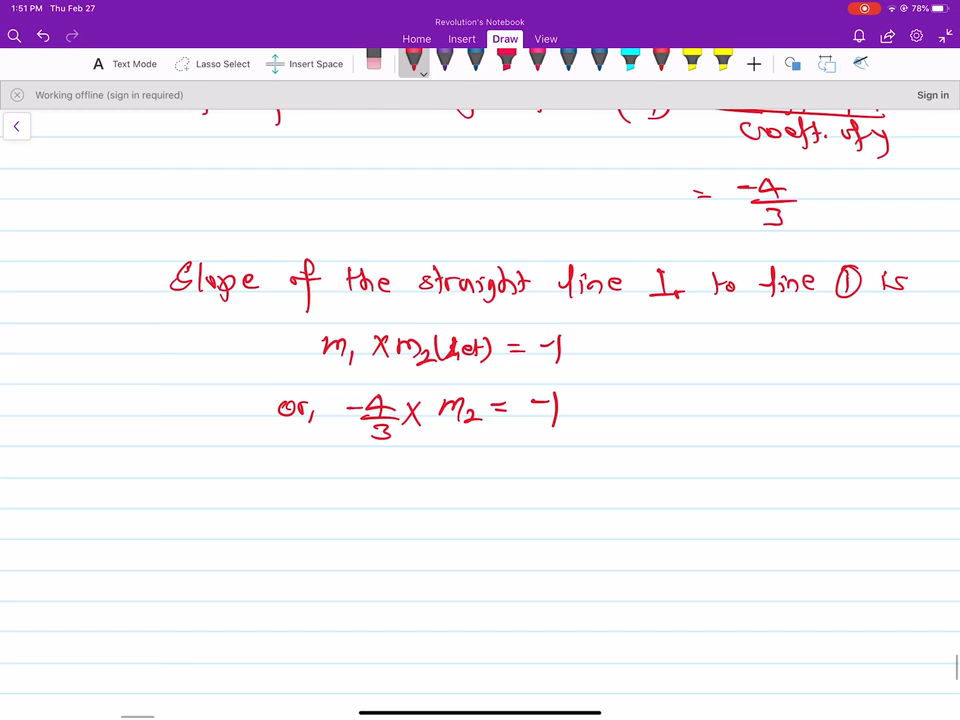 1:51 PM Thu Feb 27
78%
Revolution's Notebook
Home Insert Draw View
Text Mode Lasso Select Insert Space
Working offline (sign in required) Sign in
coeft. of y
= -4/3
Slope of the straight line ⊥r to line ① is
m₁ × m₂(let) = -1
or, -4/3 × m₂ = -1